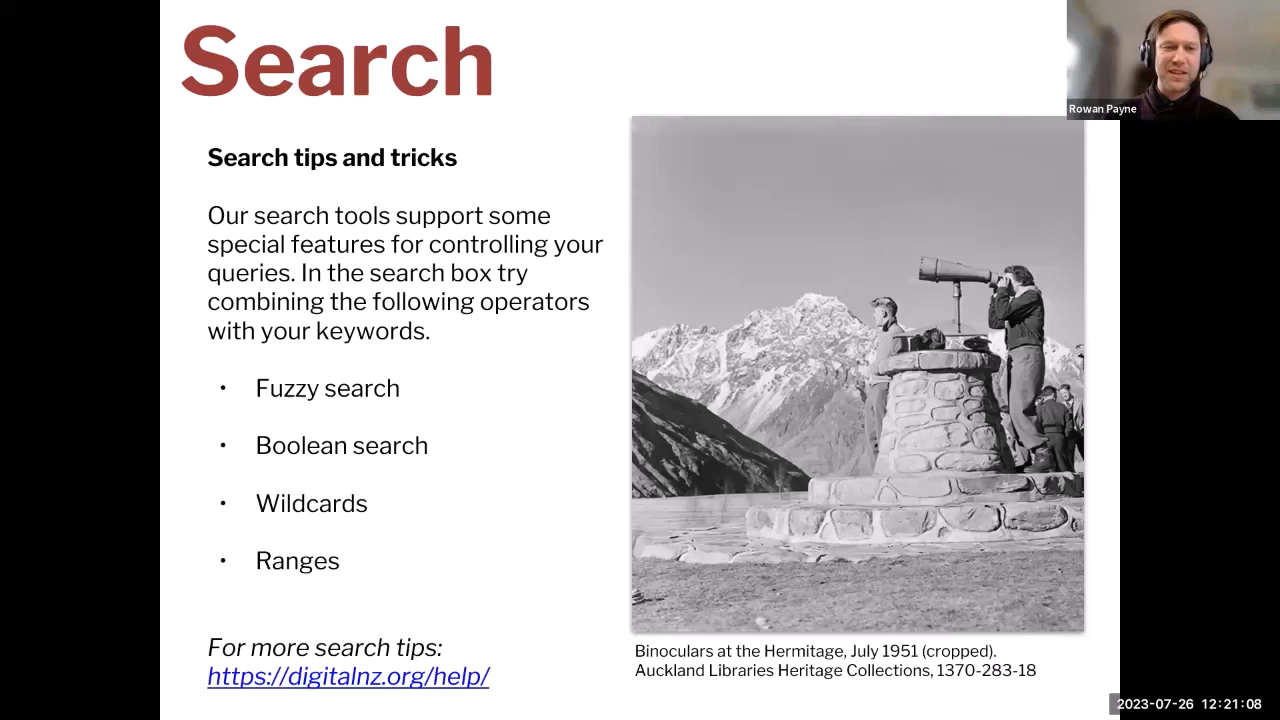 Search
Rowan Payne
Search tips and tricks
Our search tools support some
special features for controlling your
queries. In the search box try
combining the following operators
with your keywords.
• Fuzzy search
• Boolean search
• Wildcards
• Ranges
For more search tips:
https://digitalnz.org/help/
Binoculars at the Hermitage, July 1951 (cropped).
Auckland Libraries Heritage Collections, 1370-283-18
2023-07-26 12:21:08